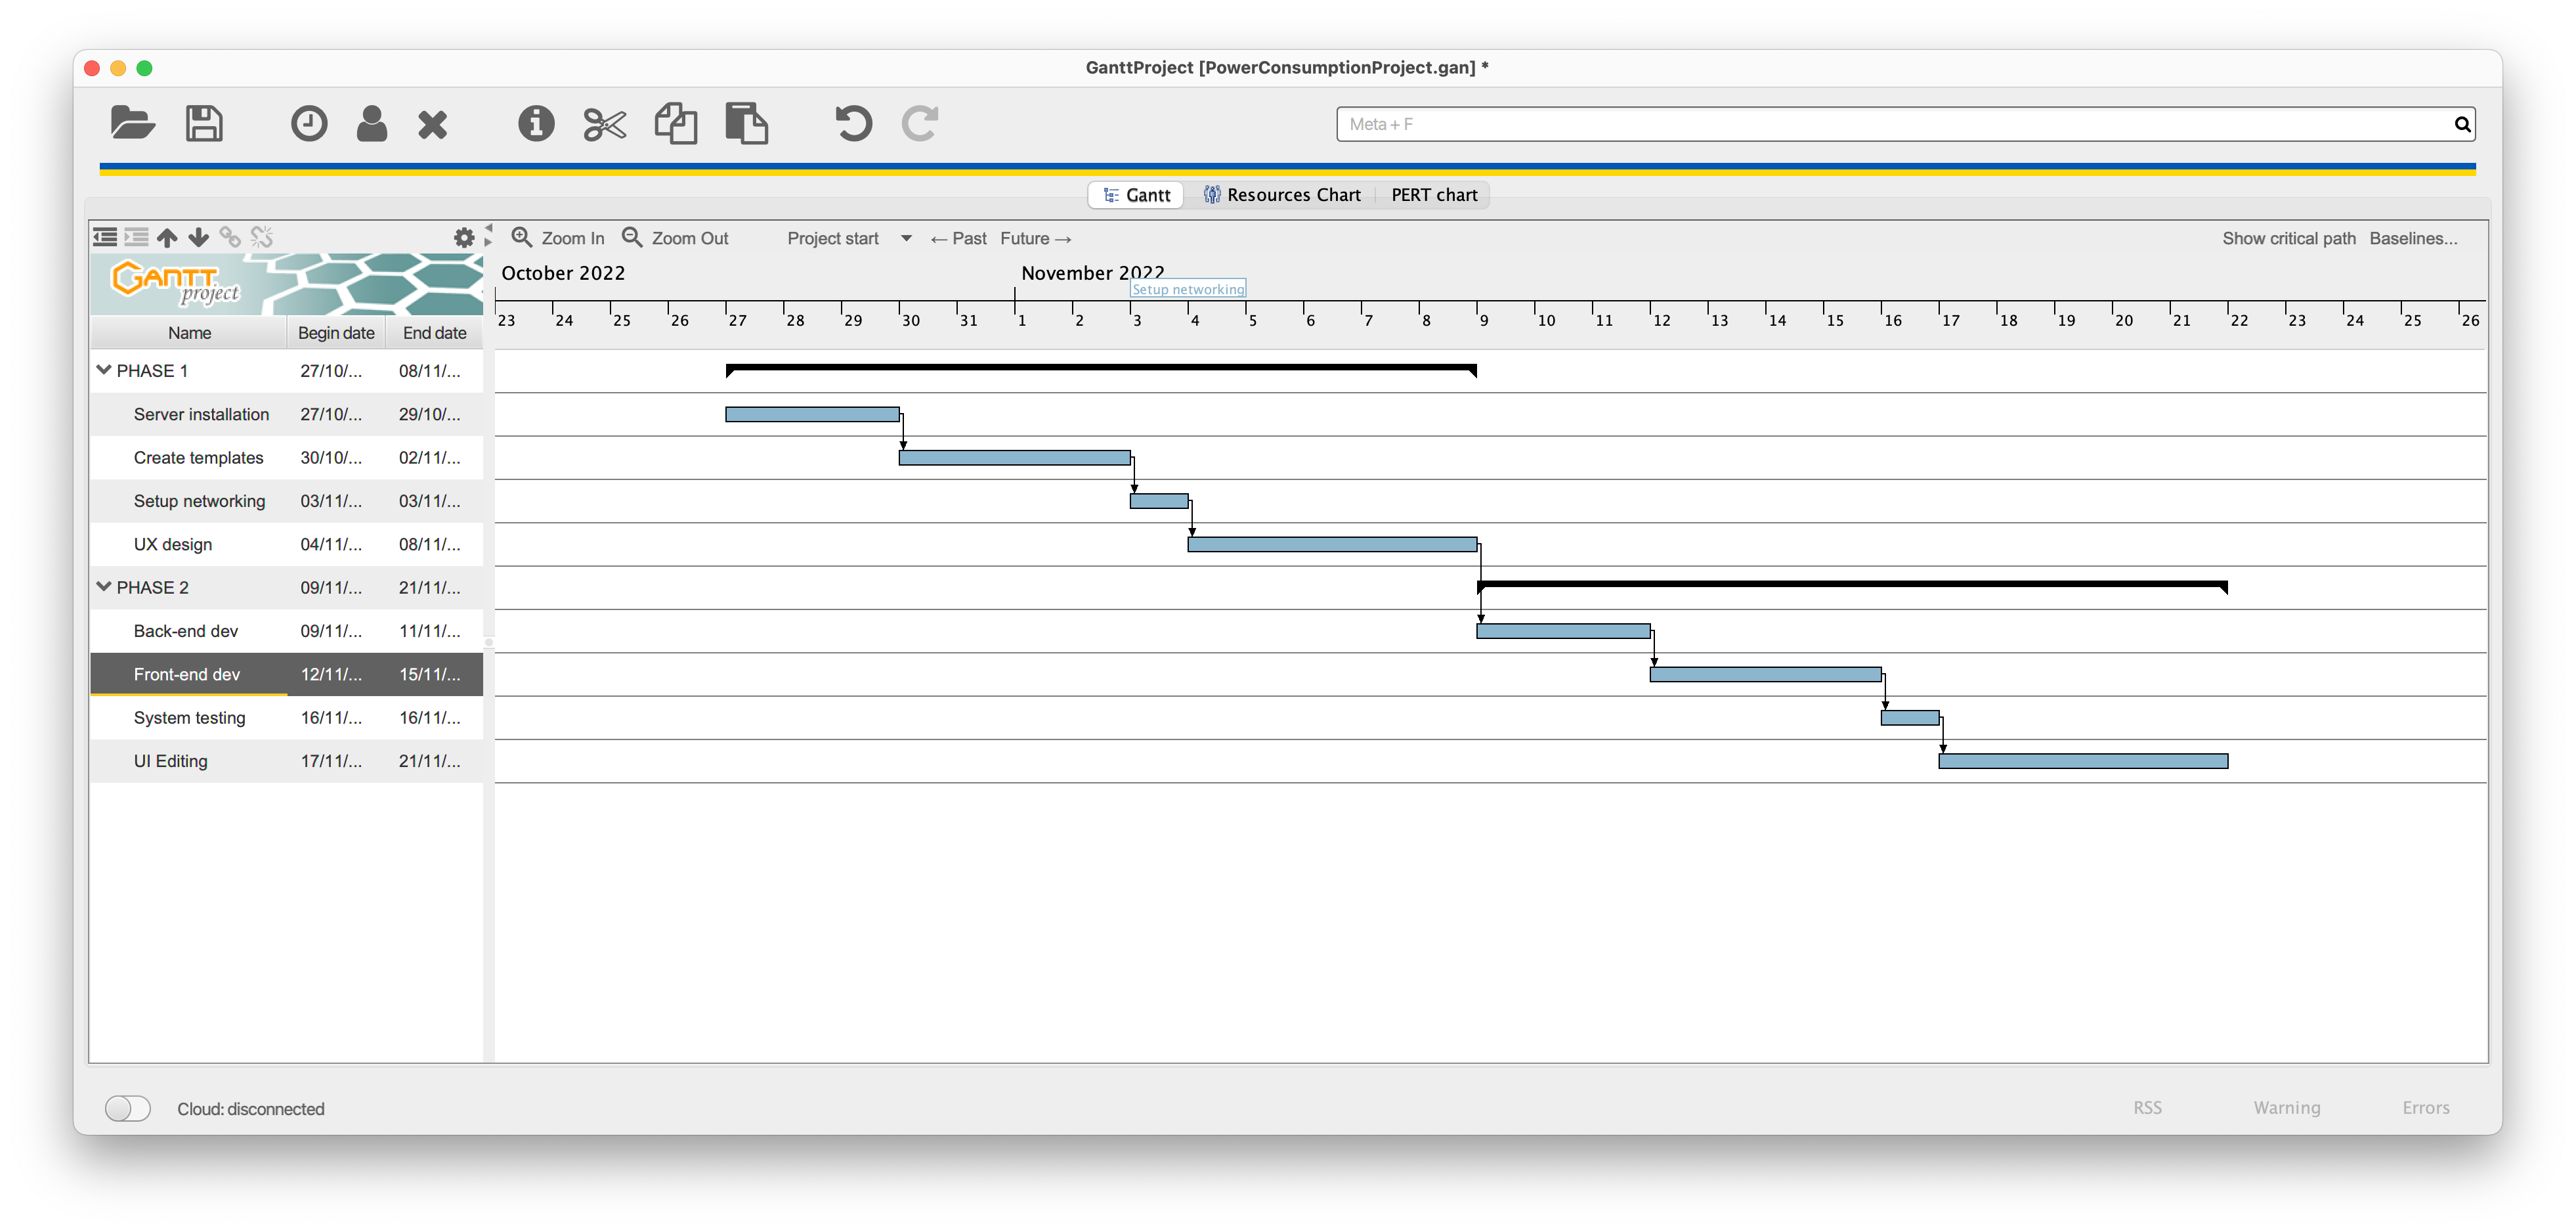 GanttProject [PowerConsumptionProject.gan] *
Meta + F
Gantt Resources Chart PERT chart
Zoom In Zoom Out Project start ← Past Future → Show critical path Baselines...
GANTT project
October 2022 November 2022
Setup networking
23 24 25 26 27 28 29 30 31 1 2 3 4 5 6 7 8 9 10 11 12 13 14 15 16 17 18 19 20 21 22 23 24 25 26
Name Begin date End date
PHASE 1 27/10/... 08/11/...
Server installation 27/10/... 29/10/...
Create templates 30/10/... 02/11/...
Setup networking 03/11/... 03/11/...
UX design 04/11/... 08/11/...
PHASE 2 09/11/... 21/11/...
Back-end dev 09/11/... 11/11/...
Front-end dev 12/11/... 15/11/...
System testing 16/11/... 16/11/...
UI Editing 17/11/... 21/11/...
Cloud: disconnected RSS Warning Errors